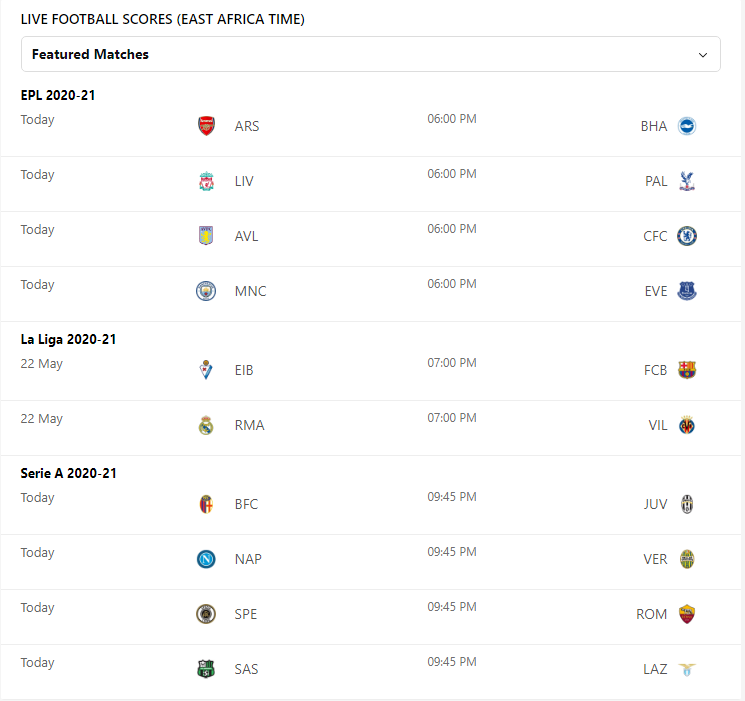 LIVE FOOTBALL SCORES (EAST AFRICA TIME)
Featured Matches
EPL 2020-21
Today ARS 06:00 PM BHA
Today LIV 06:00 PM PAL
Today AVL 06:00 PM CFC
Today MNC 06:00 PM EVE
La Liga 2020-21
22 May EIB 07:00 PM FCB
22 May RMA 07:00 PM VIL
Serie A 2020-21
Today BFC 09:45 PM JUV
Today NAP 09:45 PM VER
Today SPE 09:45 PM ROM
Today SAS 09:45 PM LAZ